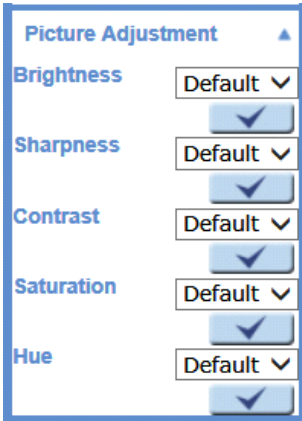 Picture Adjustment
Brightness
Default
Sharpness
Default
Contrast
Default
Saturation
Default
Hue
Default